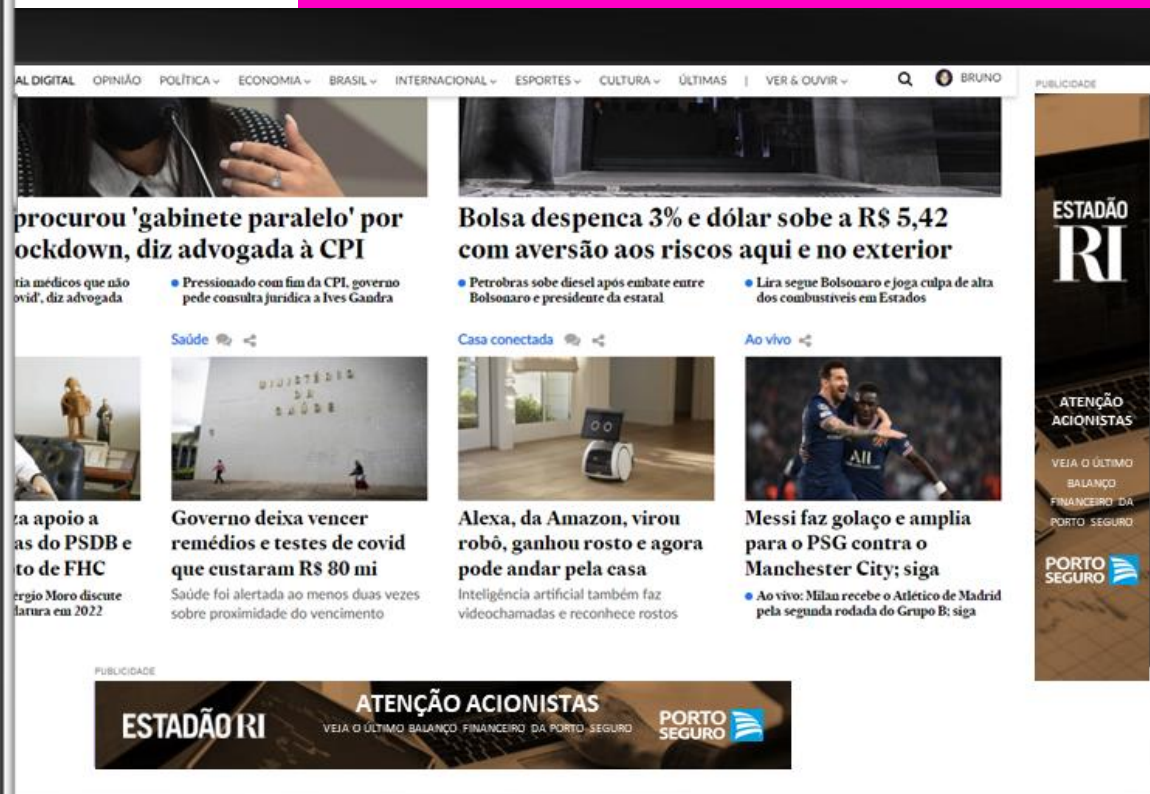 AL DIGITAL OPINIÃO POLÍTICA ECONOMIA BRASIL INTERNACIONAL ESPORTES CULTURA ÚLTIMAS | VER & OUVIR BRUNO
procurou 'gabinete paralelo' por
ockdown, diz advogada à CPI
ria médicos que não
ovid', diz advogada
Pressionado com fim da CPI, governo
pede consulta jurídica a Ives Gandra
Bolsa despenca 3% e dólar sobe a R$ 5,42
com aversão aos riscos aqui e no exterior
Petrobras sobe diesel após embate entre
Bolsonaro e presidente da estatal
Lira segue Bolsonaro e joga culpa de alta
dos combustíveis em Estados
za apoio a
as do PSDB e
to de FHC
érgio Moro discute
datura em 2022
Saúde
MINISTÉRIO
DA
SAÚDE
Governo deixa vencer
remédios e testes de covid
que custaram R$ 80 mi
Saúde foi alertada ao menos duas vezes
sobre proximidade do vencimento
Casa conectada
Alexa, da Amazon, virou
robô, ganhou rosto e agora
pode andar pela casa
Inteligência artificial também faz
videochamadas e reconhece rostos
Ao vivo
ALL
Messi faz golaço e amplia
para o PSG contra o
Manchester City; siga
Ao vivo: Milan recebe o Atlético de Madrid
pela segunda rodada do Grupo B; siga
PUBLICIDADE
ESTADÃO
RI
ATENÇÃO
ACIONISTAS
VEJA O ÚLTIMO
BALANÇO
FINANCEIRO DA
PORTO SEGURO
PORTO
SEGURO
PUBLICIDADE
ESTADÃO RI
ATENÇÃO ACIONISTAS
VEJA O ÚLTIMO BALANÇO FINANCEIRO DA PORTO SEGURO
PORTO
SEGURO